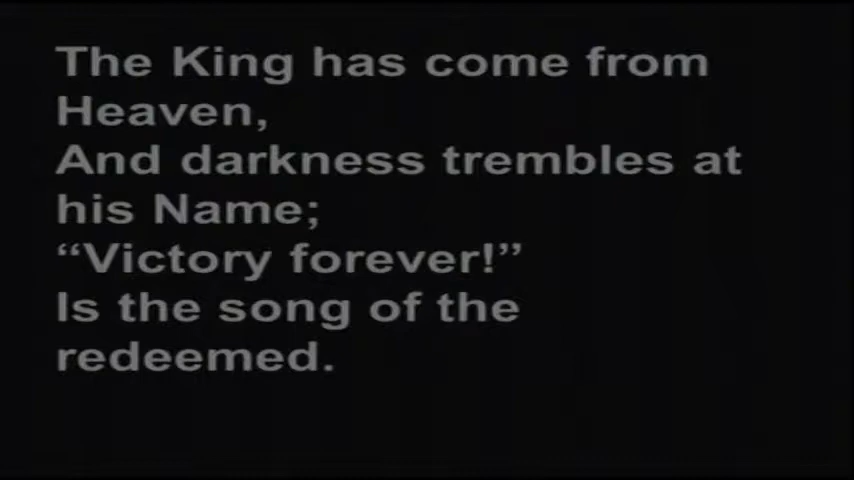 The King has come from
Heaven,
And darkness trembles at
his Name;
“Victory forever!”
Is the song of the
redeemed.